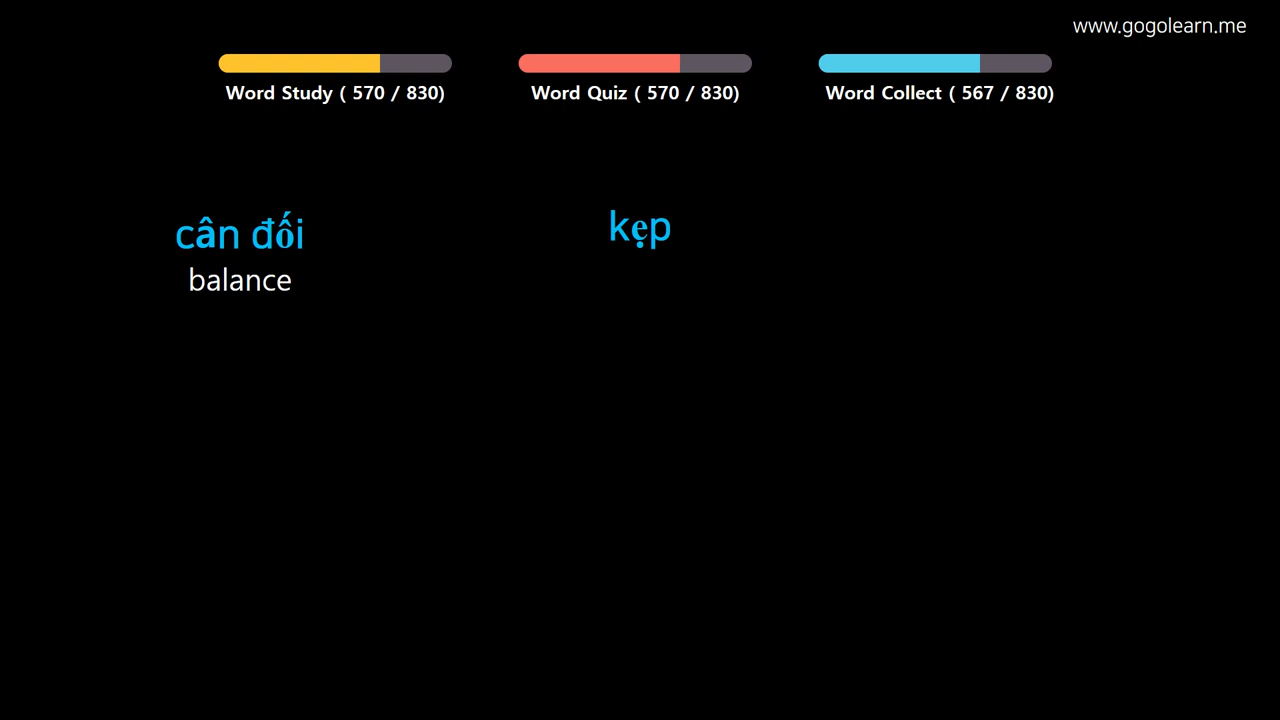 www.gogolearn.me
Word Study ( 570 / 830)
Word Quiz ( 570 / 830)
Word Collect ( 567 / 830)
cân đối
balance
kẹp